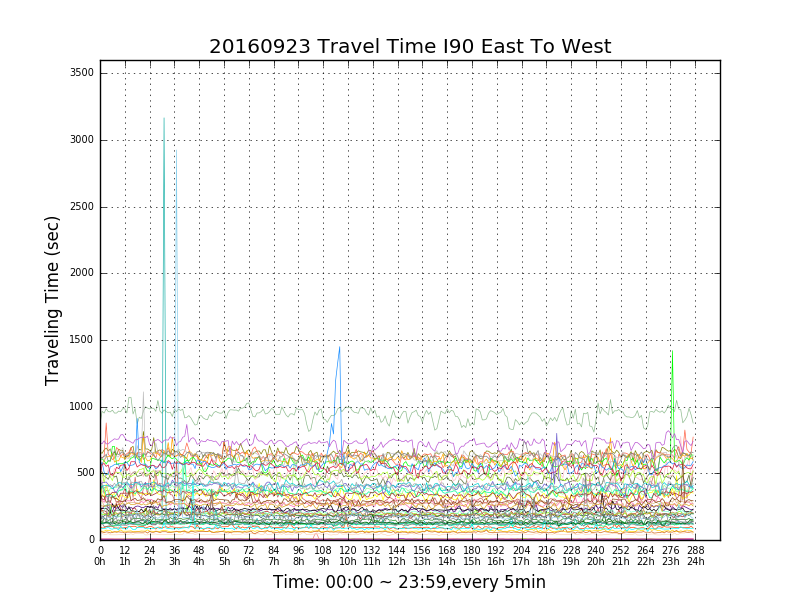 20160923 Travel Time I90 East To West
Traveling Time (sec)
3500
3000
2500
2000
1500
1000
500
0
0 12 24 36 48 60 72 84 96 108 120 132 144 156 168 180 192 204 216 228 240 252 264 276 288
0h 1h 2h 3h 4h 5h 6h 7h 8h 9h 10h 11h 12h 13h 14h 15h 16h 17h 18h 19h 20h 21h 22h 23h 24h
Time: 00:00 ~ 23:59,every 5min